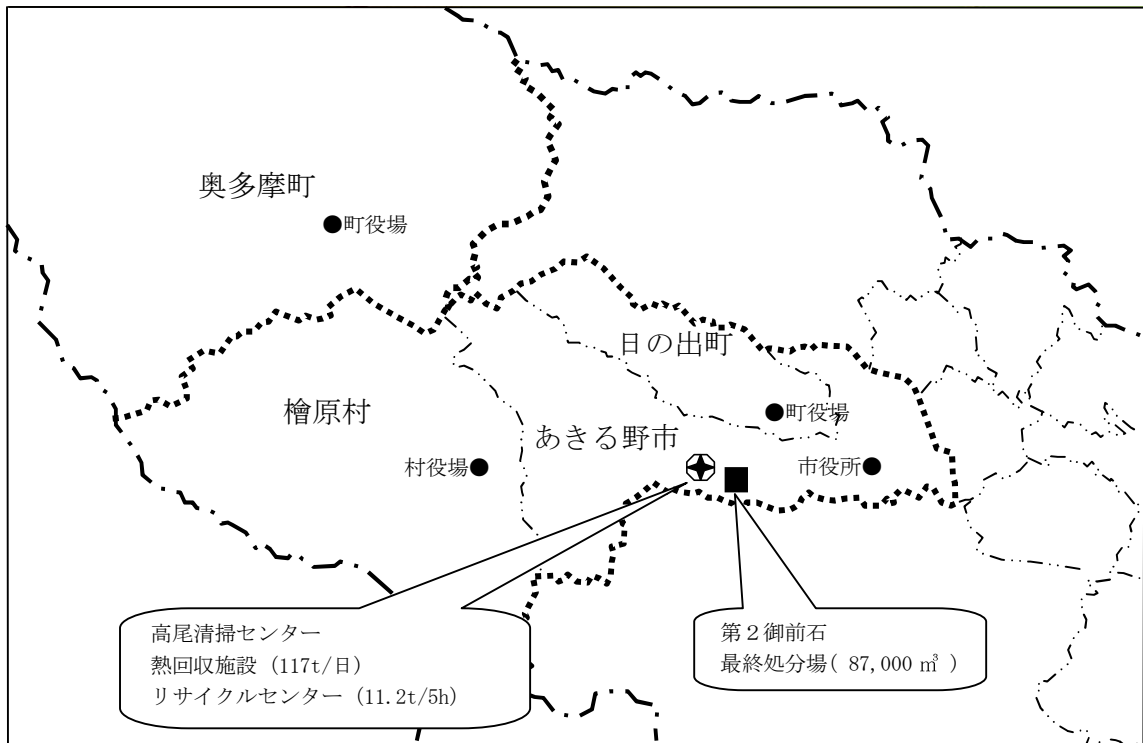 奥多摩町
町役場
日の出町
檜原村
町役場
あきる野市
村役場
市役所
高尾清掃センター
熱回収施設 (117t/日)
リサイクルセンター (11.2t/5h)
第2御前石
最終処分場( 87,000 ㎥ )